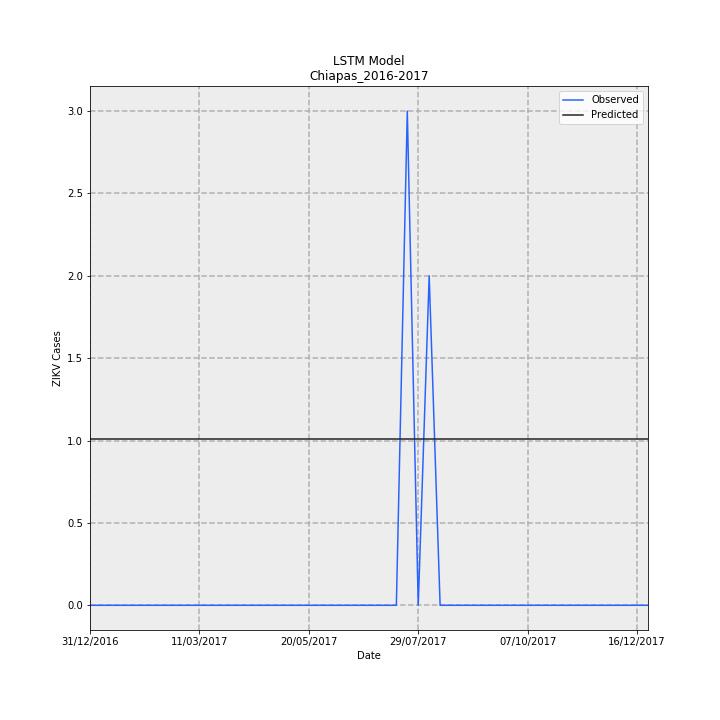 LSTM Model
Chiapas_2016-2017
Observed
Predicted
3.0
2.5
2.0
1.5
1.0
0.5
0.0
ZIKV Cases
31/12/2016 11/03/2017 20/05/2017 29/07/2017 07/10/2017 16/12/2017
Date